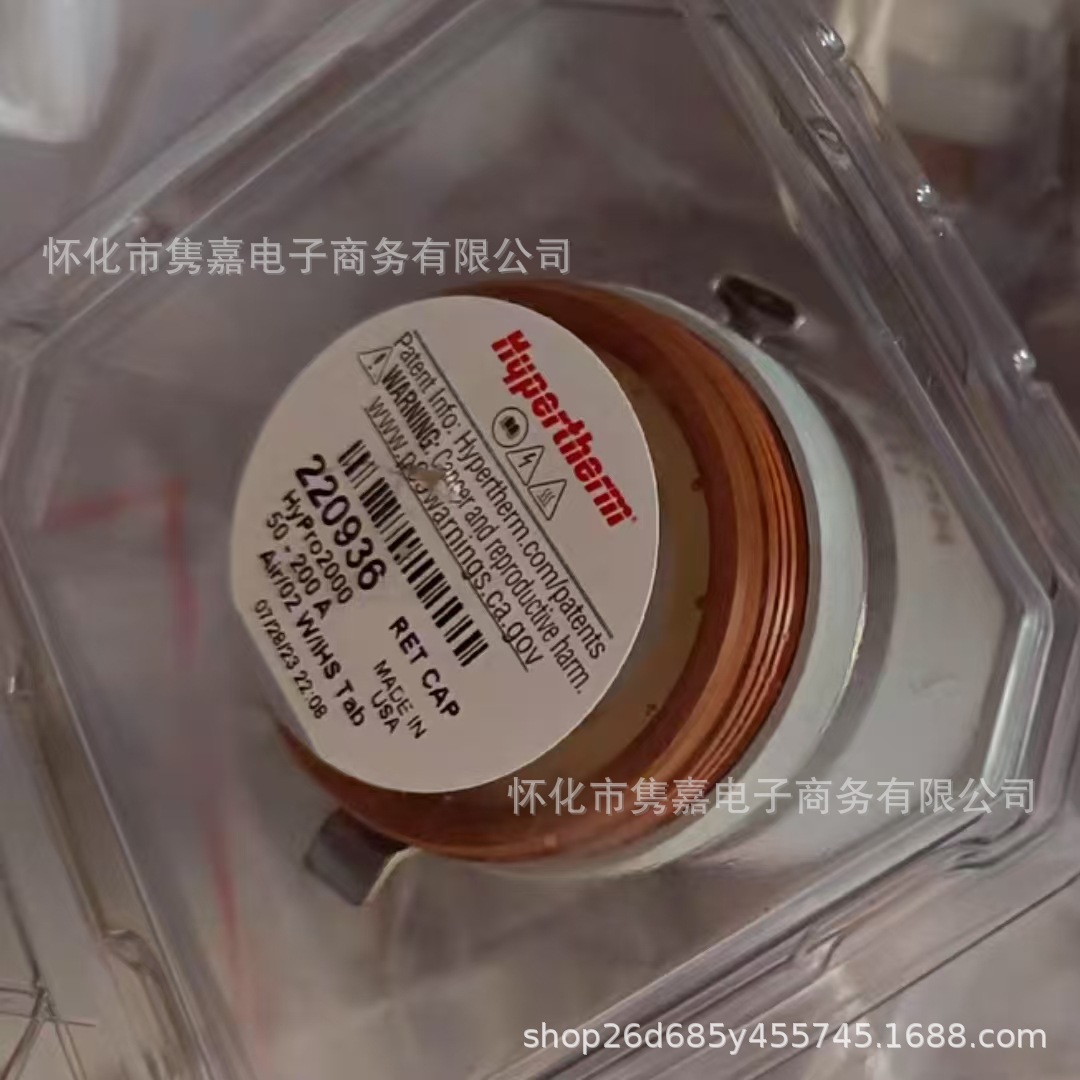 怀化市隽嘉电子商务有限公司
Hypertherm
Patent Info: Hypertherm.com/patents
WARNING: Cancer and reproductive harm.
www.p65warnings.ca.gov
220936
RET CAP
HyPro2000
50 - 200 A
Air/O2 W/IHS Tab
MADE IN
USA
07/28/23 22:08
怀化市隽嘉电子商务有限公司
shop26d685y455745.1688.com